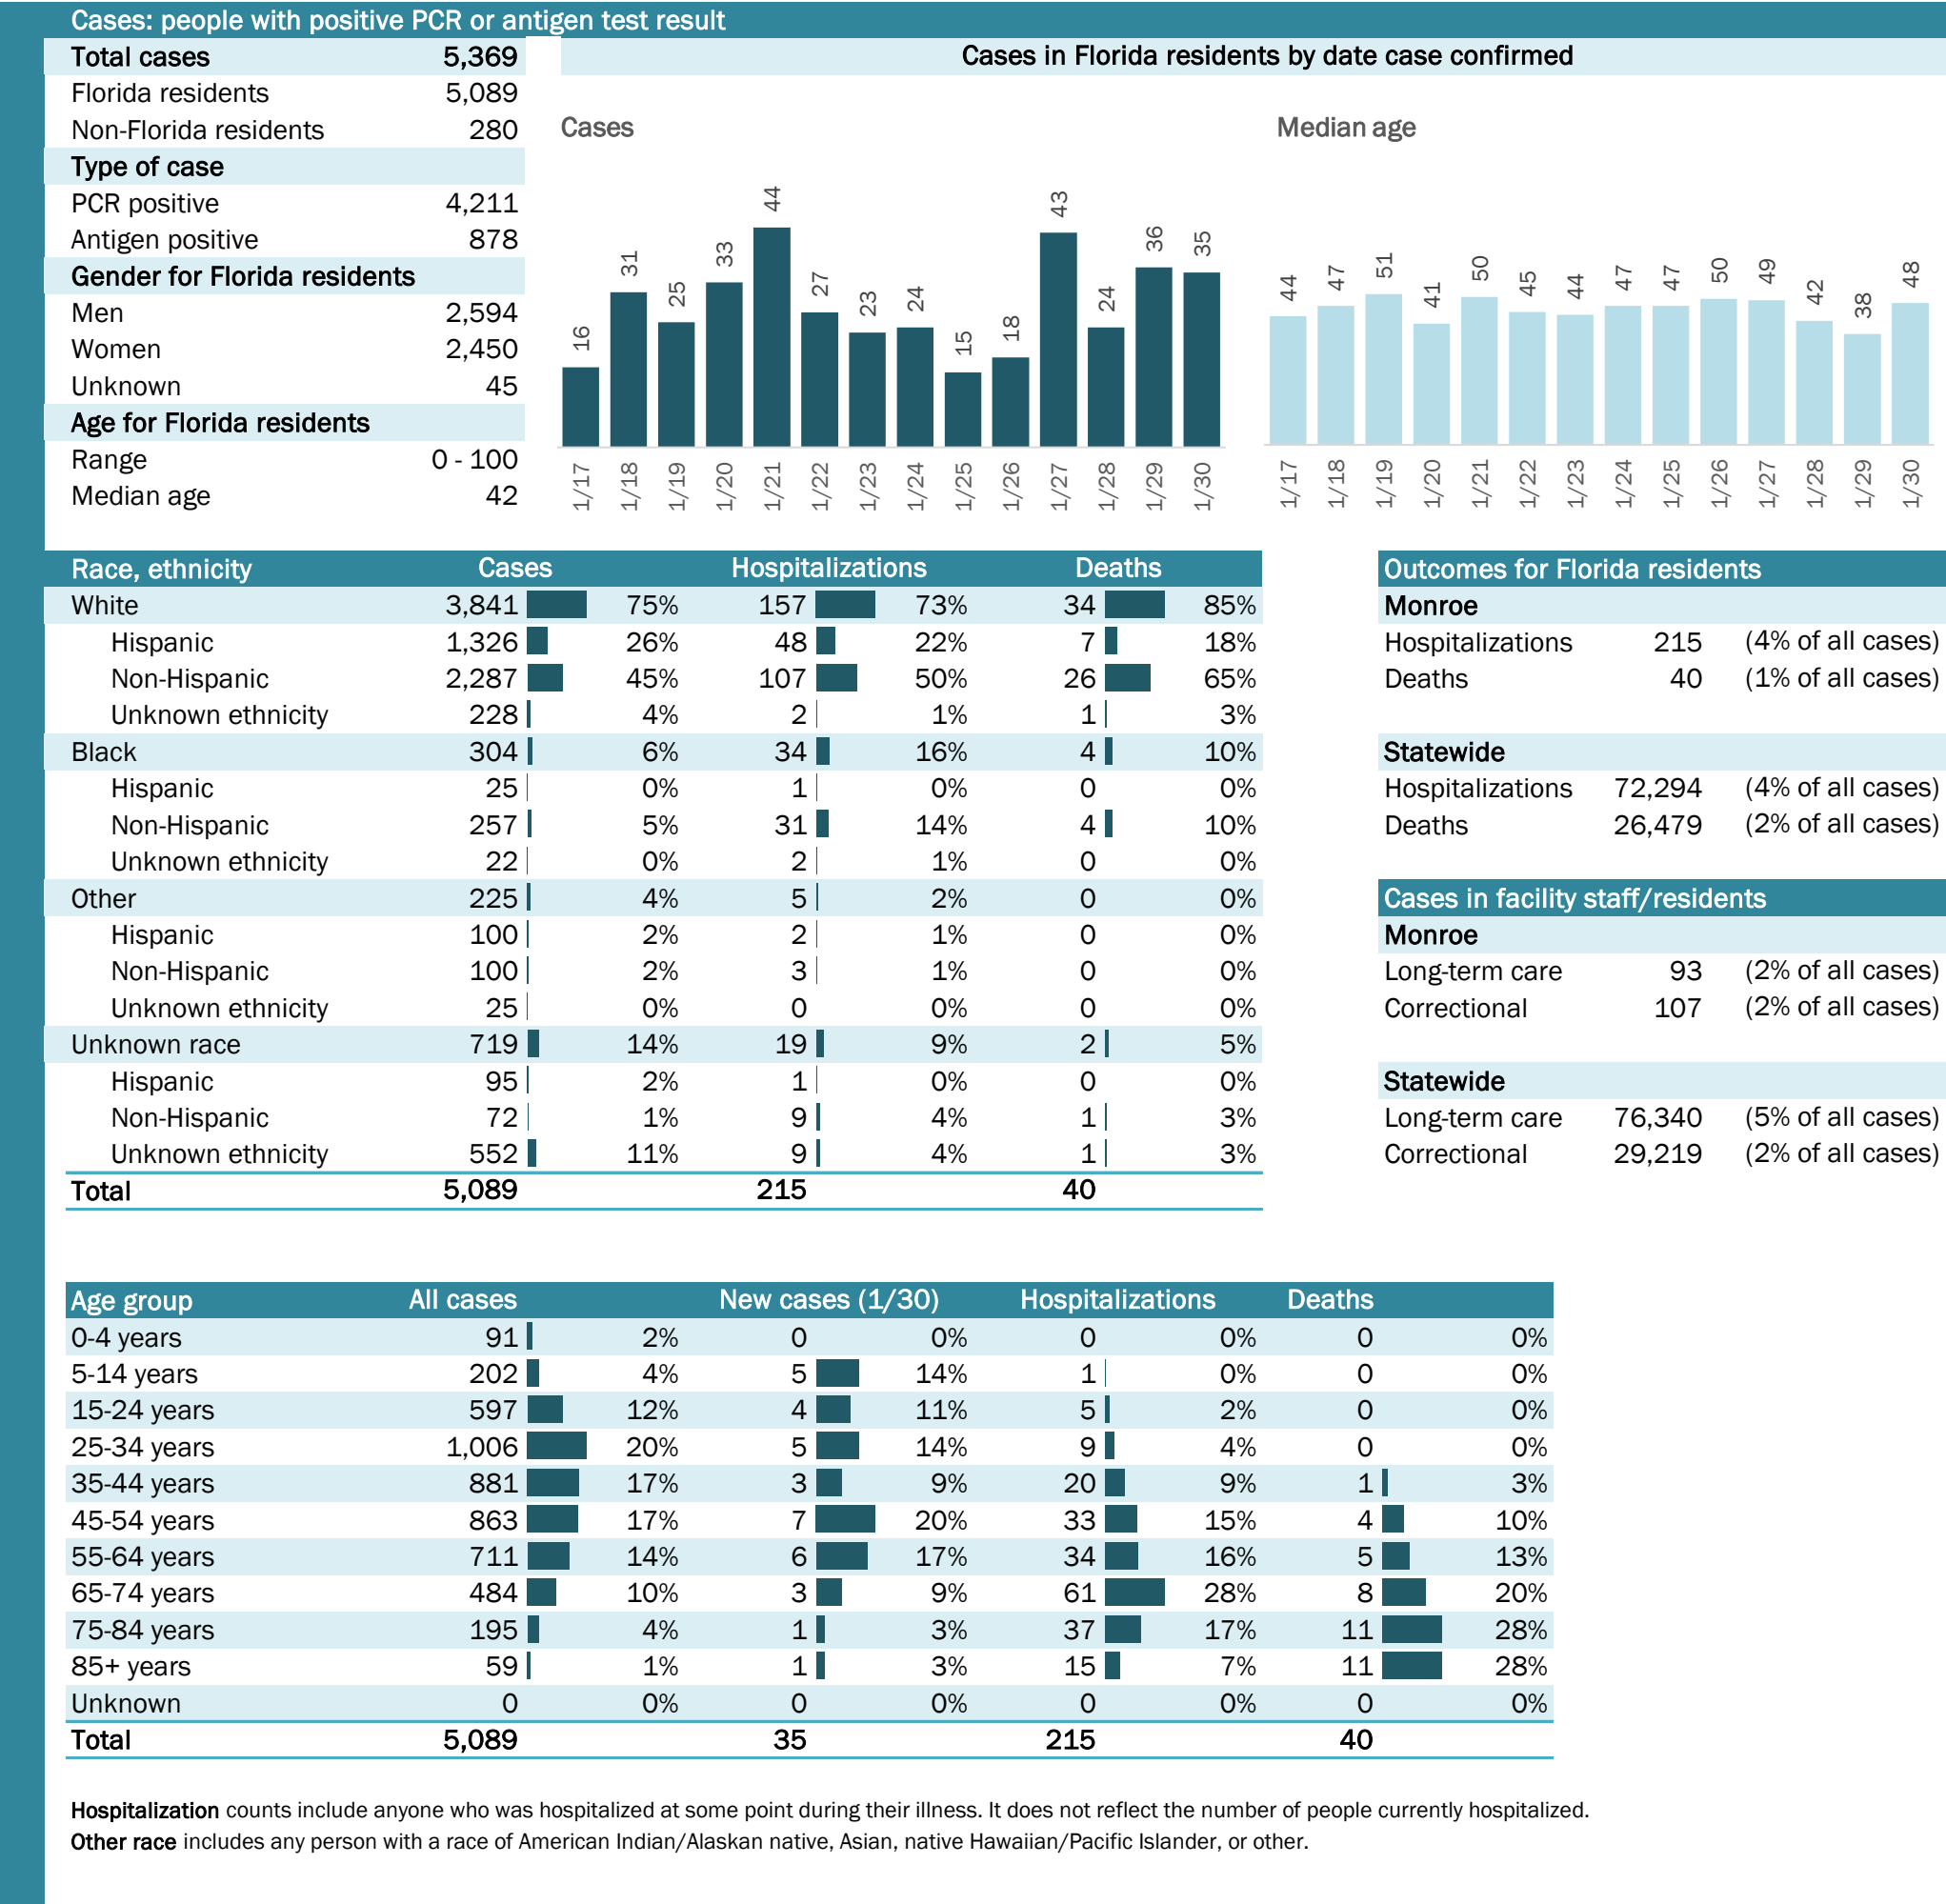 Cases: people with positive PCR or antigen test result
Total cases 5,369
Florida residents 5,089
Non-Florida residents 280
Type of case
PCR positive 4,211
Antigen positive 878
Gender for Florida residents
Men 2,594
Women 2,450
Unknown 45
Age for Florida residents
Range 0 - 100
Median age 42
Cases in Florida residents by date case confirmed
Cases
16 31 25 33 44 27 23 24 15 18 43 24 36 35
1/17 1/18 1/19 1/20 1/21 1/22 1/23 1/24 1/25 1/26 1/27 1/28 1/29 1/30
Median age
44 47 51 41 50 45 44 47 47 50 49 42 38 48
1/17 1/18 1/19 1/20 1/21 1/22 1/23 1/24 1/25 1/26 1/27 1/28 1/29 1/30
Race, ethnicity Cases Hospitalizations Deaths
White 3,841 75% 157 73% 34 85%
Hispanic 1,326 26% 48 22% 7 18%
Non-Hispanic 2,287 45% 107 50% 26 65%
Unknown ethnicity 228 4% 2 1% 1 3%
Black 304 6% 34 16% 4 10%
Hispanic 25 0% 1 0% 0 0%
Non-Hispanic 257 5% 31 14% 4 10%
Unknown ethnicity 22 0% 2 1% 0 0%
Other 225 4% 5 2% 0 0%
Hispanic 100 2% 2 1% 0 0%
Non-Hispanic 100 2% 3 1% 0 0%
Unknown ethnicity 25 0% 0 0% 0 0%
Unknown race 719 14% 19 9% 2 5%
Hispanic 95 2% 1 0% 0 0%
Non-Hispanic 72 1% 9 4% 1 3%
Unknown ethnicity 552 11% 9 4% 1 3%
Total 5,089 215 40
Outcomes for Florida residents
Monroe
Hospitalizations 215 (4% of all cases)
Deaths 40 (1% of all cases)
Statewide
Hospitalizations 72,294 (4% of all cases)
Deaths 26,479 (2% of all cases)
Cases in facility staff/residents
Monroe
Long-term care 93 (2% of all cases)
Correctional 107 (2% of all cases)
Statewide
Long-term care 76,340 (5% of all cases)
Correctional 29,219 (2% of all cases)
Age group All cases New cases (1/30) Hospitalizations Deaths
0-4 years 91 2% 0 0% 0 0% 0 0%
5-14 years 202 4% 5 14% 1 0% 0 0%
15-24 years 597 12% 4 11% 5 2% 0 0%
25-34 years 1,006 20% 5 14% 9 4% 0 0%
35-44 years 881 17% 3 9% 20 9% 1 3%
45-54 years 863 17% 7 20% 33 15% 4 10%
55-64 years 711 14% 6 17% 34 16% 5 13%
65-74 years 484 10% 3 9% 61 28% 8 20%
75-84 years 195 4% 1 3% 37 17% 11 28%
85+ years 59 1% 1 3% 15 7% 11 28%
Unknown 0 0% 0 0% 0 0% 0 0%
Total 5,089 35 215 40
Hospitalization counts include anyone who was hospitalized at some point during their illness. It does not reflect the number of people currently hospitalized.
Other race includes any person with a race of American Indian/Alaskan native, Asian, native Hawaiian/Pacific Islander, or other.